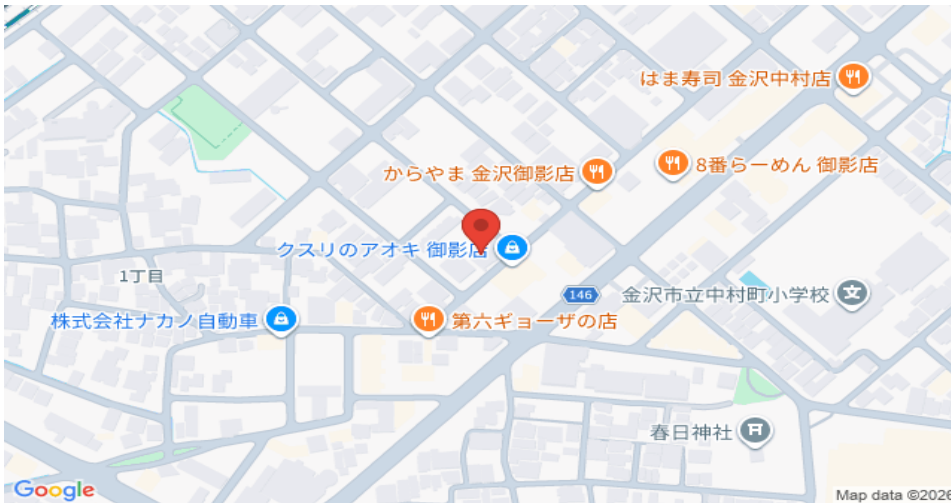 はま寿司 金沢中村店
8番らーめん 御影店
からやま 金沢御影店
クスリのアオキ 御影店
1丁目
146
金沢市立中村町小学校
文
株式会社ナカノ自動車
第六ギョーザの店
春日神社
Google
Map data ©2026